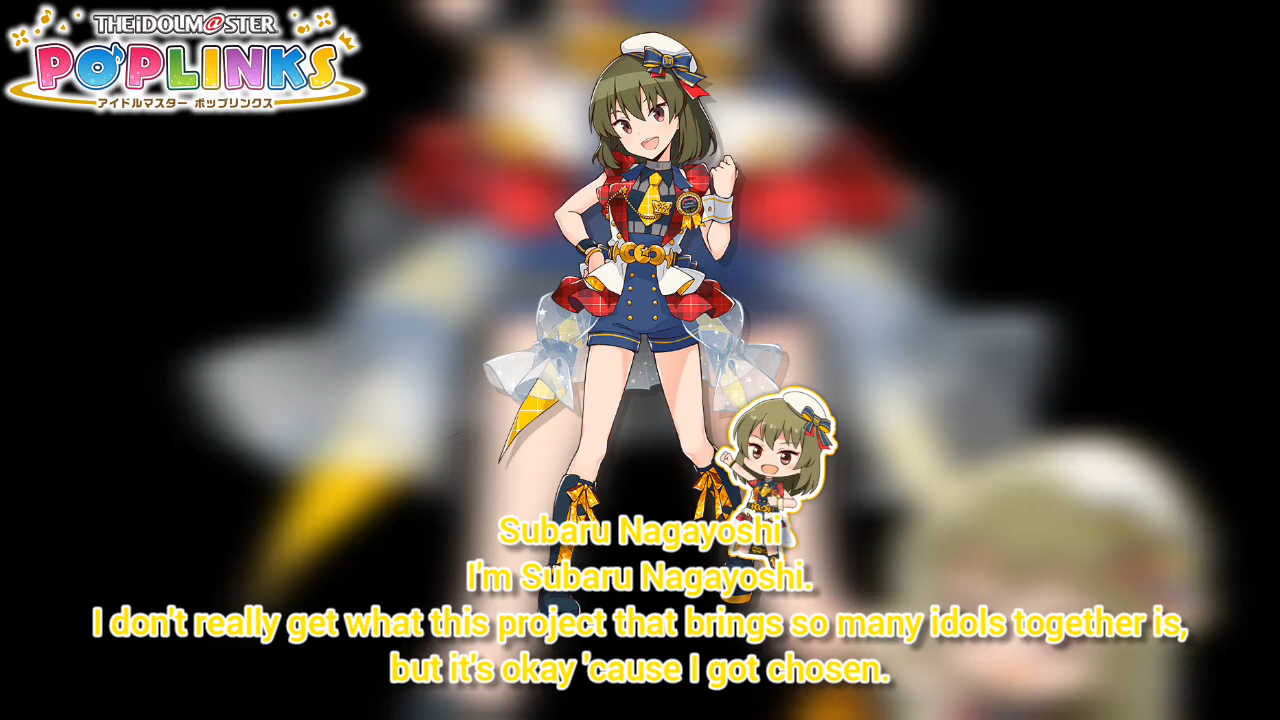 THE iDOLM@STER
POPLINKS
アイドルマスター ポップリンクス
Subaru Nagayoshi
I'm Subaru Nagayoshi.
I don't really get what this project that brings so many idols together is,
but it's okay 'cause I got chosen.